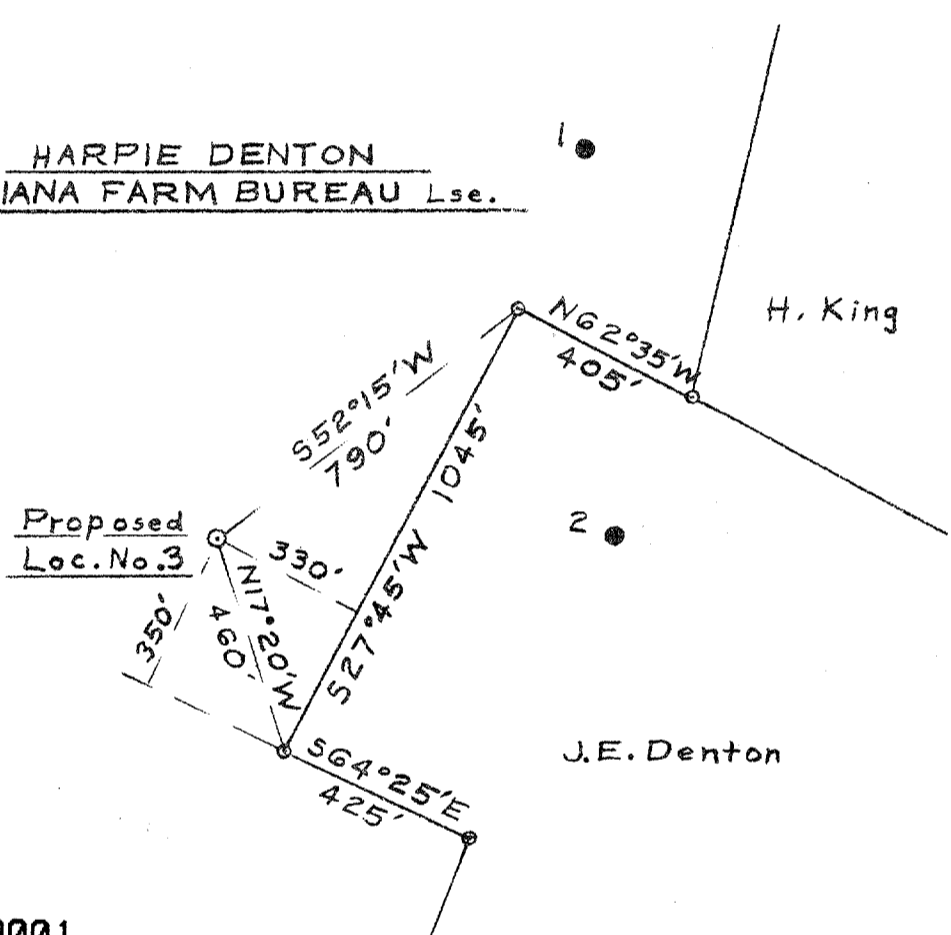 HARPIE DENTON
IANA FARM BUREAU Lse.
1
H. King
N62°35'W
405'
S52°15'W
790'
S27°45'W 1045'
2
Proposed
Loc. No. 3
330'
N17°20'W
460'
350'
J.E. Denton
S64°25'E
425'
0001